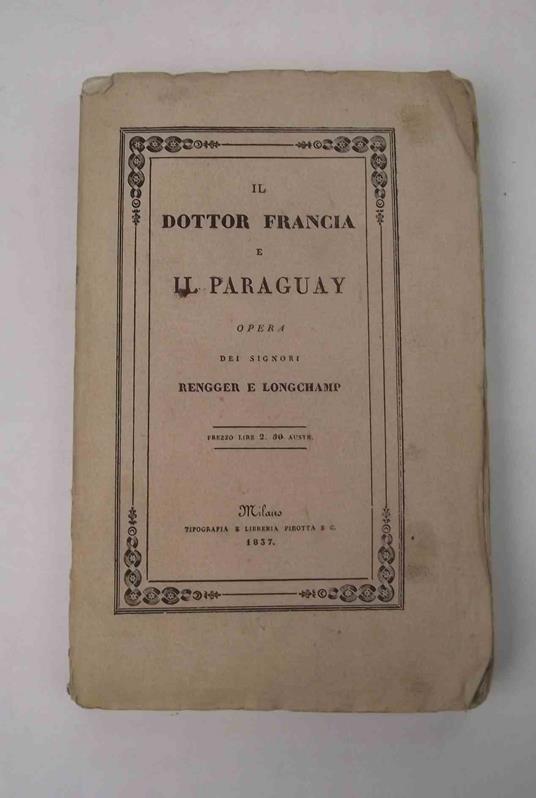 IL
DOTTOR FRANCIA
E
IL PARAGUAY
OPERA
DEI SIGNORI
RENGGER E LONGCHAMP
PREZZO LIRE 2. 30 AUSTR.
Milano
TIPOGRAFIA E LIBRERIA PIROTTA E C.
1837.